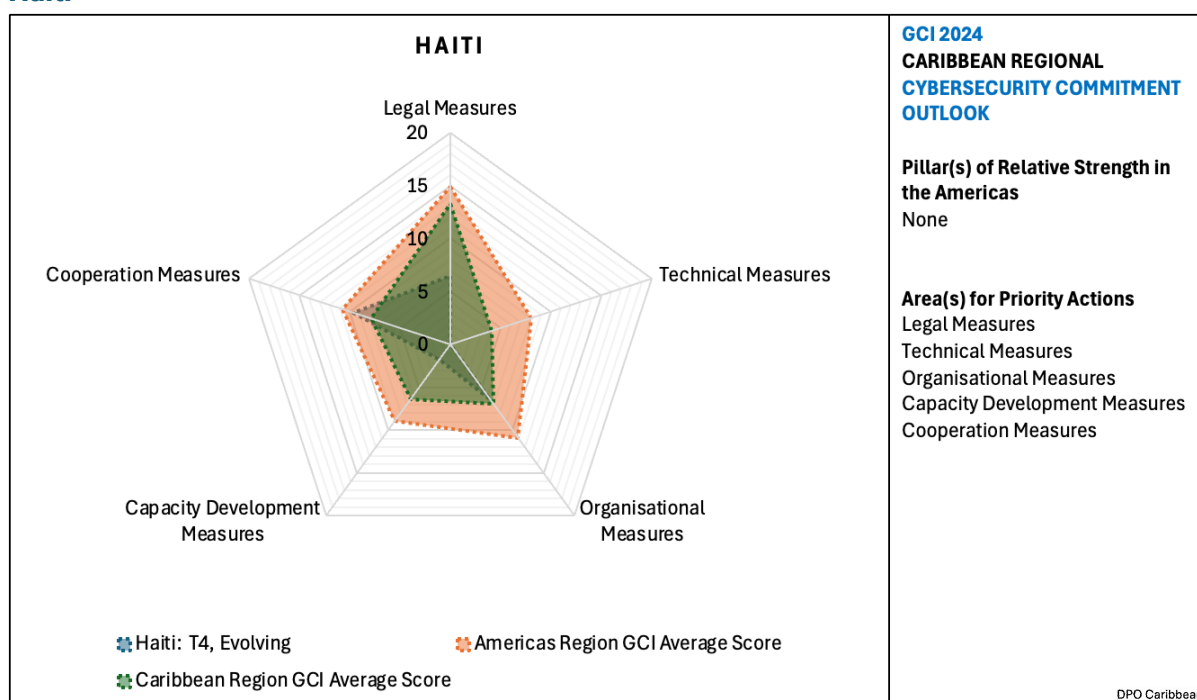 HAITI
Legal Measures
20
15
10
5
0
Technical Measures
Cooperation Measures
Capacity Development
Measures
Organisational
Measures
Haiti: T4, Evolving
Americas Region GCI Average Score
Caribbean Region GCI Average Score
GCI 2024
CARIBBEAN REGIONAL
CYBERSECURITY COMMITMENT
OUTLOOK
Pillar(s) of Relative Strength in
the Americas
None
Area(s) for Priority Actions
Legal Measures
Technical Measures
Organisational Measures
Capacity Development Measures
Cooperation Measures
DPO Caribbea